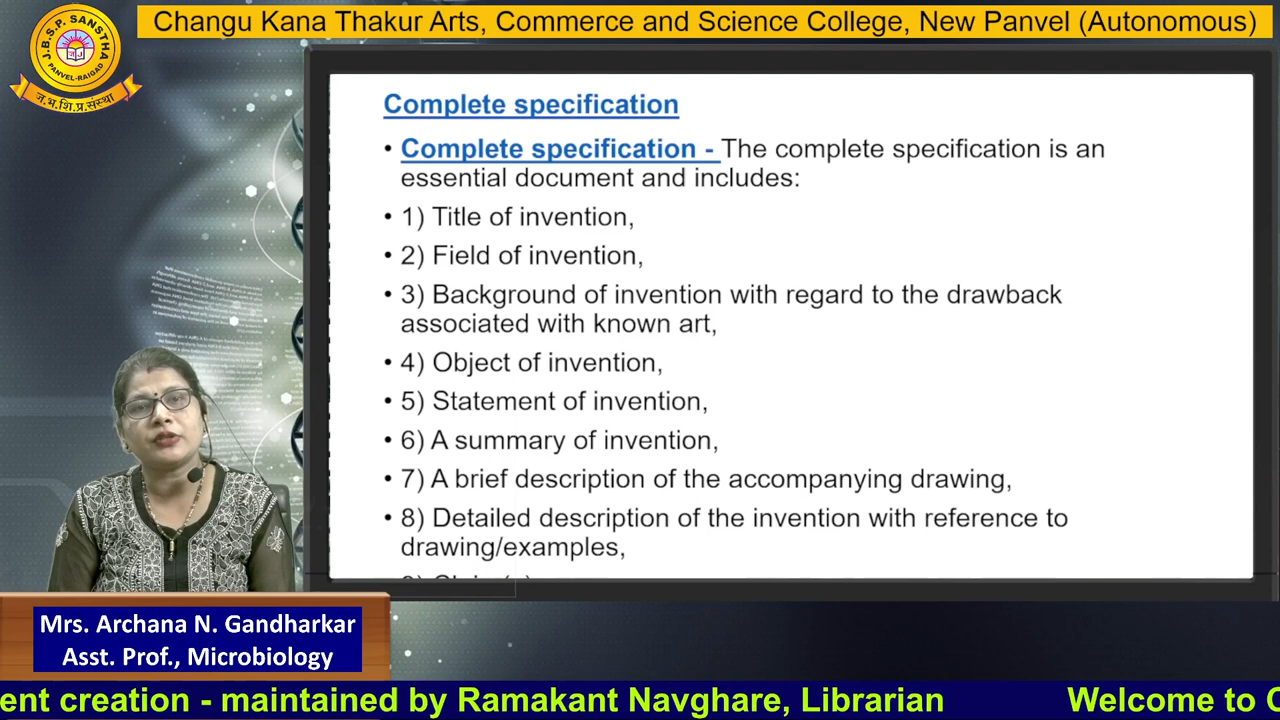 Changu Kana Thakur Arts, Commerce and Science College, New Panvel (Autonomous)
J.B.S.P. SANSTHA
PANVEL-RAIGAD
ज.भ.शि.प्र.संस्था
Complete specification
• Complete specification - The complete specification is an
essential document and includes:
• 1) Title of invention,
• 2) Field of invention,
• 3) Background of invention with regard to the drawback
associated with known art,
• 4) Object of invention,
• 5) Statement of invention,
• 6) A summary of invention,
• 7) A brief description of the accompanying drawing,
• 8) Detailed description of the invention with reference to
drawing/examples,
Mrs. Archana N. Gandharkar
Asst. Prof., Microbiology
ent creation - maintained by Ramakant Navghare, Librarian Welcome to C